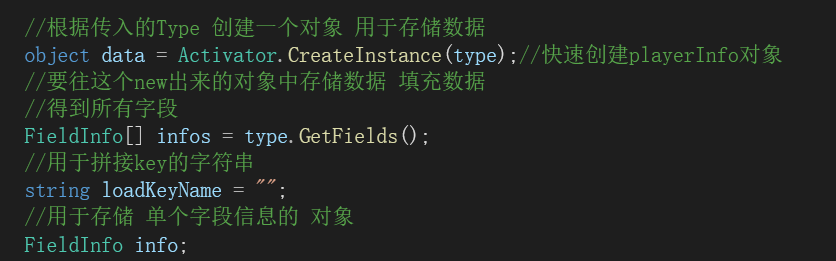 //根据传入的Type 创建一个对象 用于存储数据
object data = Activator.CreateInstance(type);//快速创建playerInfo对象
//要往这个new出来的对象中存储数据 填充数据
//得到所有字段
FieldInfo[] infos = type.GetFields();
//用于拼接key的字符串
string loadKeyName = "";
//用于存储 单个字段信息的 对象
FieldInfo info;